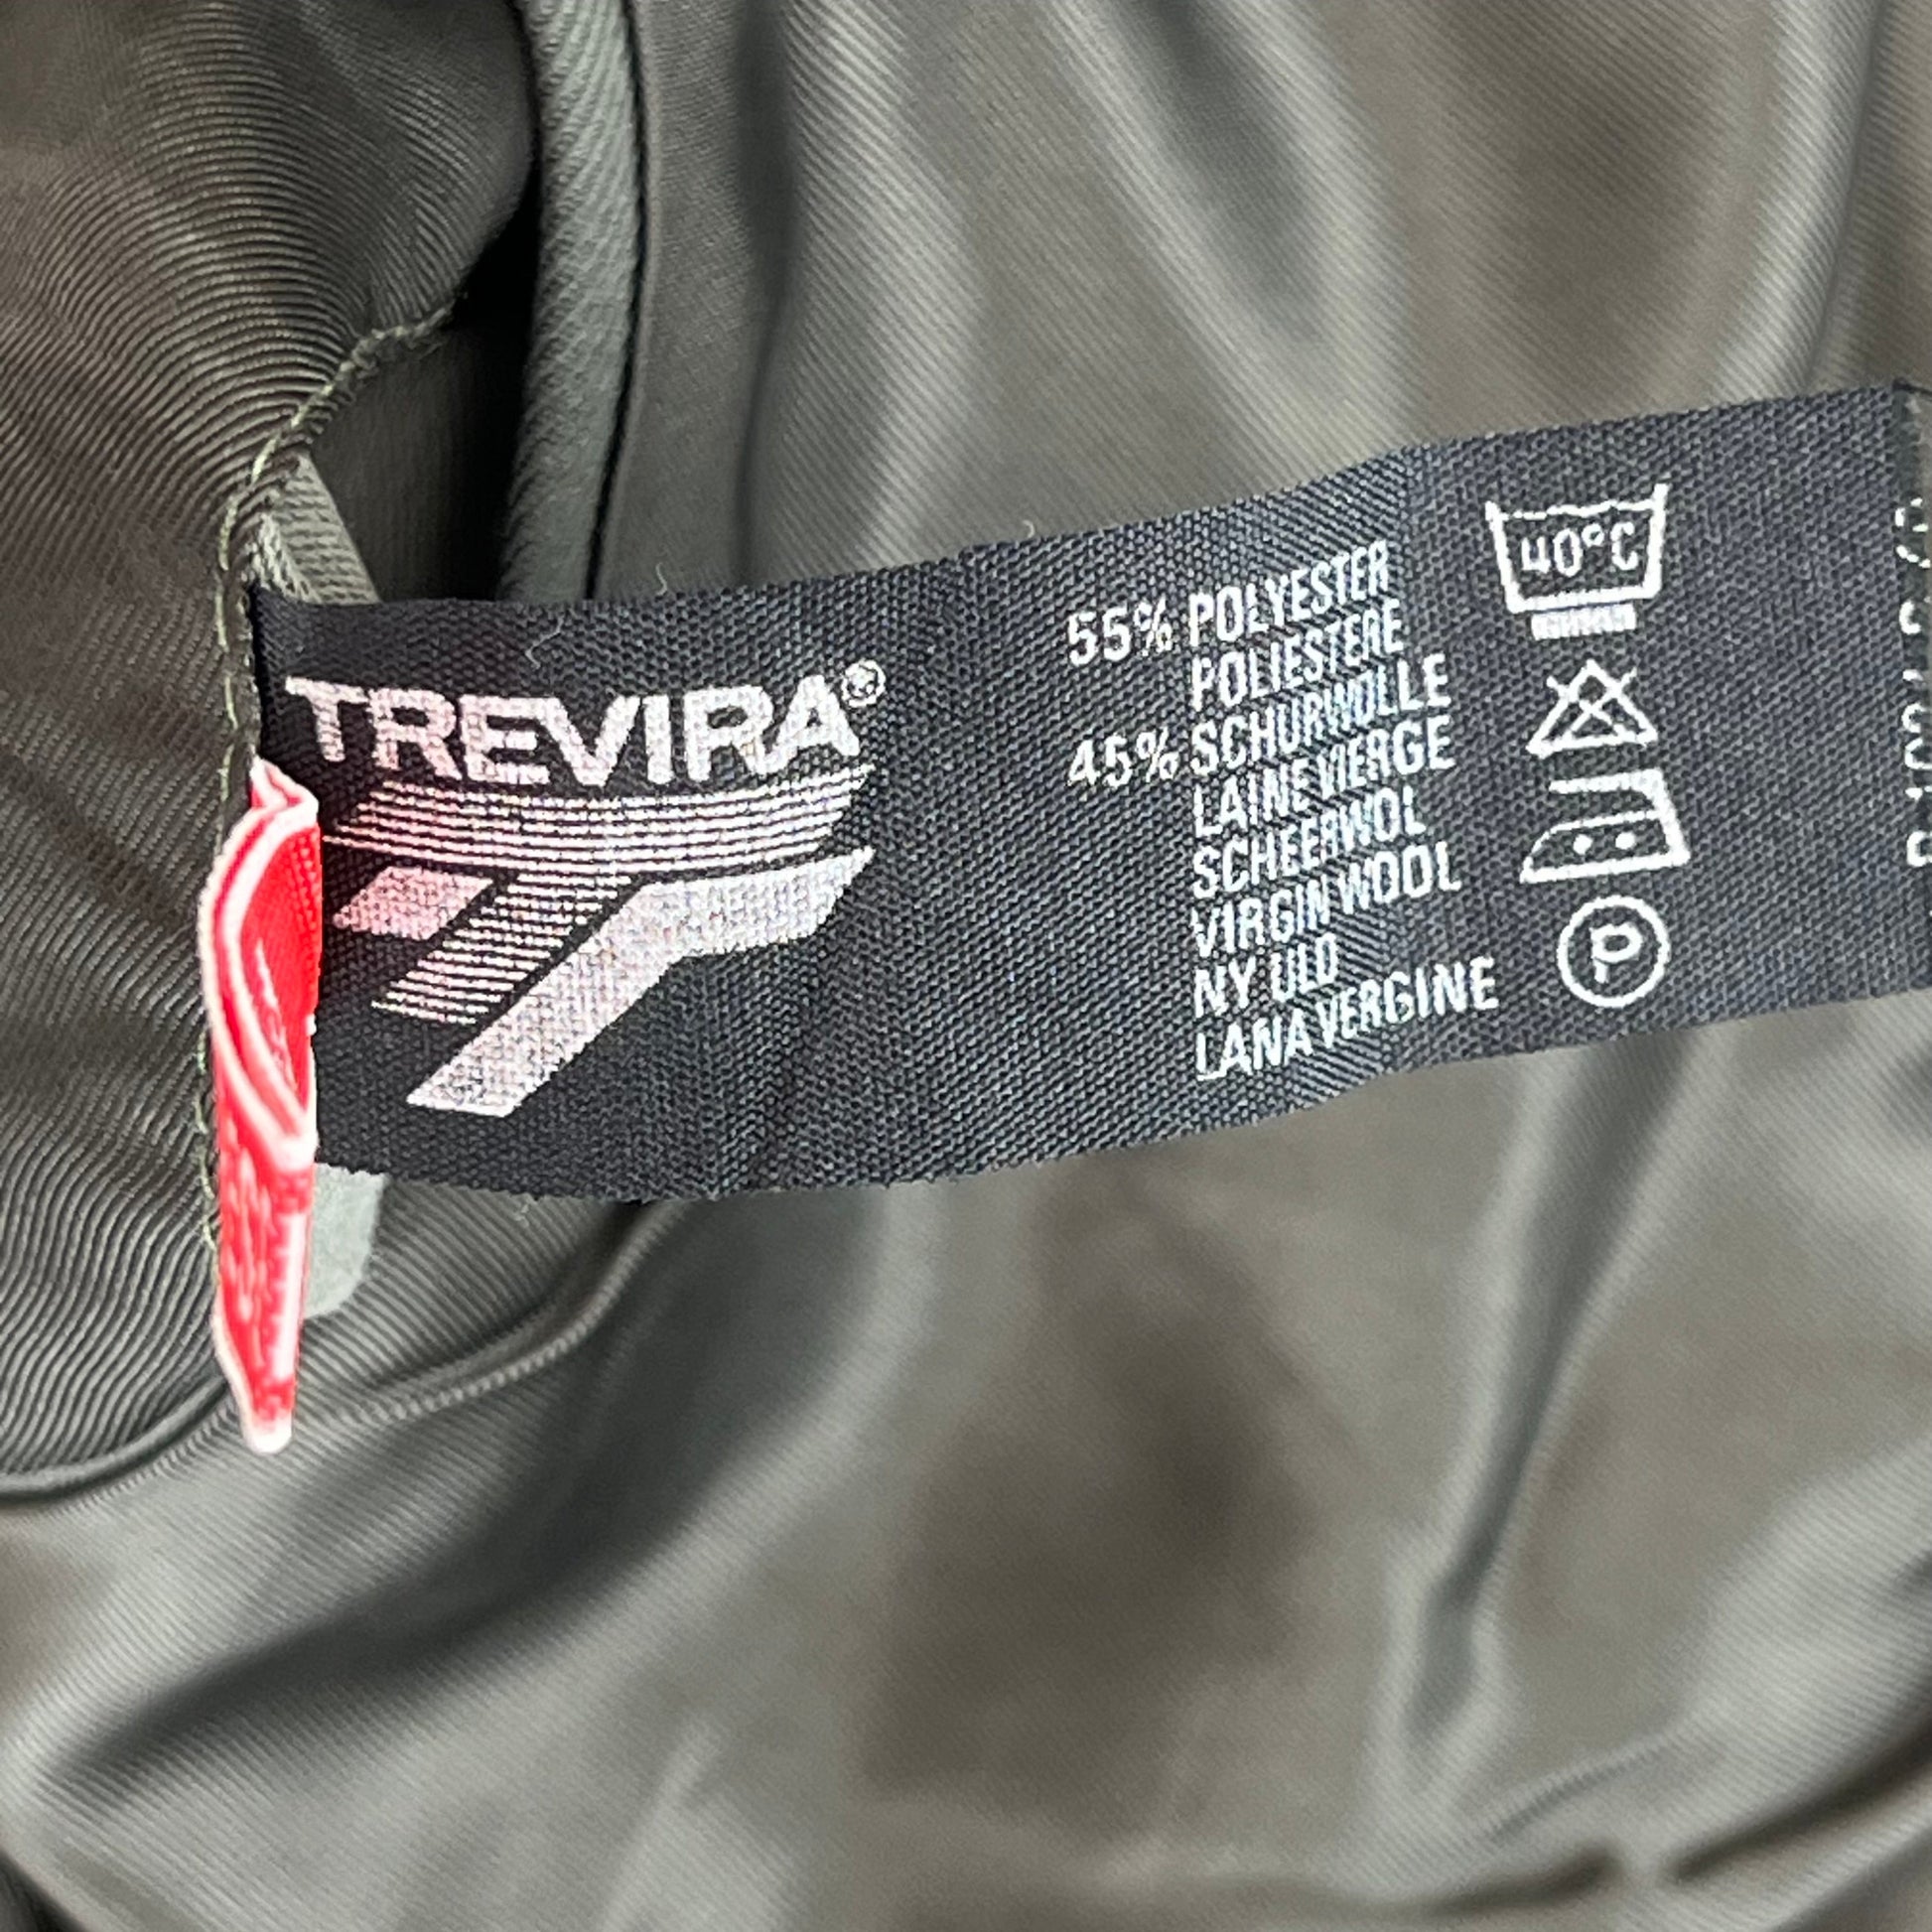 TREVIRA®
55% POLYESTER
POLIESTERE
45% SCHURWOLLE
LAINE VIERGE
SCHEERWOL
VIRGIN WOOL
NY ULD
LANA VERGINE
40°C
P